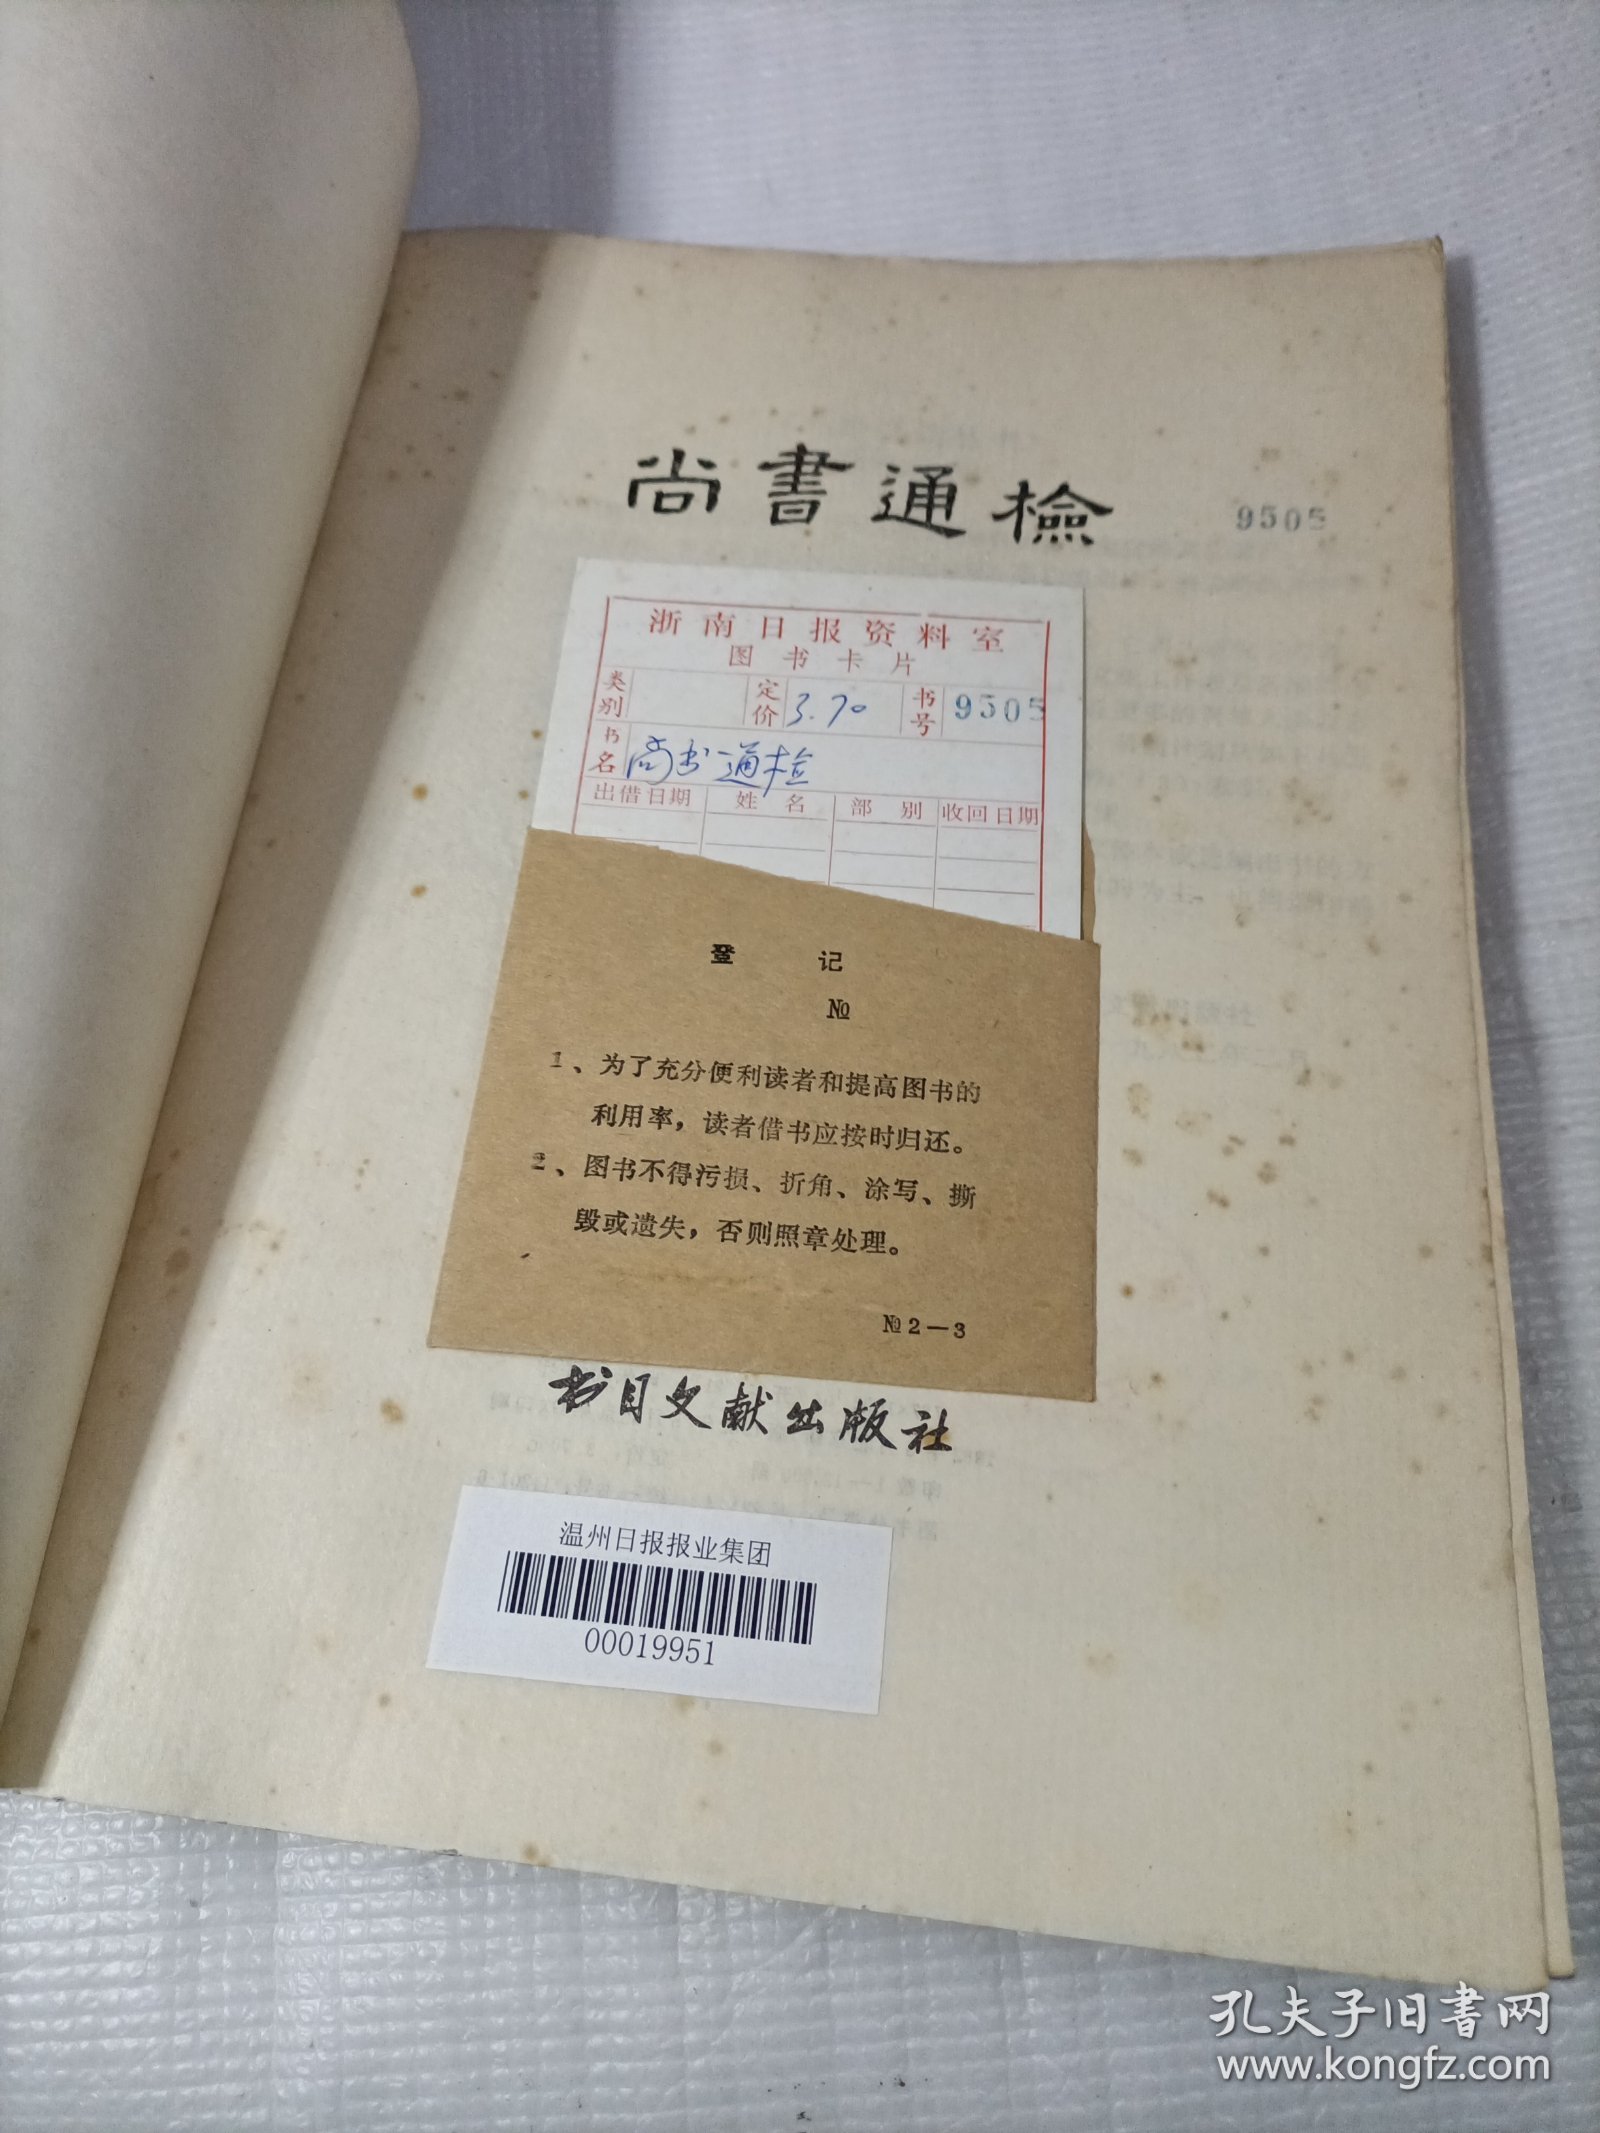 尚書通檢
9505
浙南日报资料室
图书卡片
类别 定价 3.70 书号 9505
书名 尚书通检
出借日期 姓名 部别 收回日期
登 记
№
1、为了充分便利读者和提高图书的
利用率，读者借书应按时归还。
2、图书不得污损、折角、涂写、撕
毁或遗失，否则照章处理。
№2—3
书目文献出版社
温州日报报业集团
00019951
孔夫子旧書网
www.kongfz.com